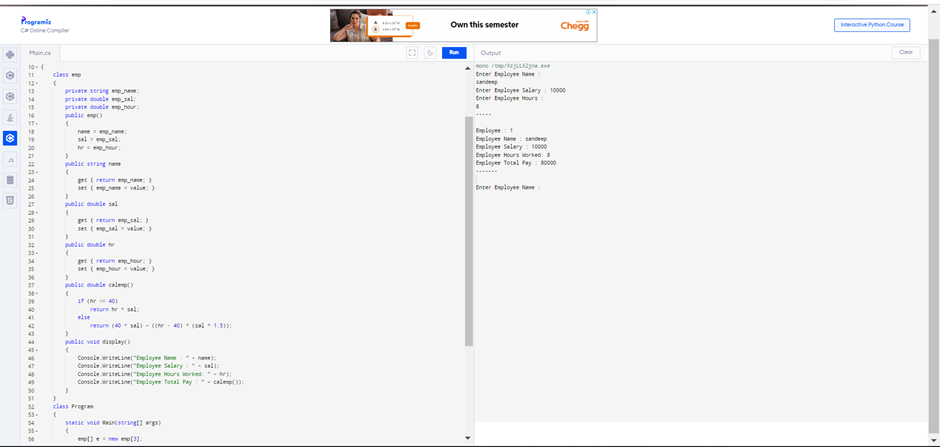 Programiz
C# Online Compiler
Own this semester
Chegg
Interactive Python Course
Main.cs
Run
Output:
Clear
10 - {
11 class emp
12 - {
13 private string emp_name;
14 private double emp_sal;
15 private double emp_hour;
16 public emp()
17 - {
18 name = emp_name;
19 sal = emp_sal;
20 hr = emp_hour;
21 }
22 public string name
23 - {
24 get { return emp_name; }
25 set { emp_name = value; }
26 }
27 public double sal
28 - {
29 get { return emp_sal; }
30 set { emp_sal = value; }
31 }
32 public double hr
33 - {
34 get { return emp_hour; }
35 set { emp_hour = value; }
36 }
37 public double calemp()
38 - {
39 if (hr <= 40)
40 return hr * sal;
41 else
42 return (40 * sal) + ((hr - 40) * (sal * 1.5));
43 }
44 public void display()
45 - {
46 Console.WriteLine("Employee Name : " + name);
47 Console.WriteLine("Employee Salary : " + sal);
48 Console.WriteLine("Employee Hours Worked: " + hr);
49 Console.WriteLine("Employee Total Pay : " + calemp());
50 }
51 }
52 class Program
53 - {
54 static void Main(string[] args)
55 - {
56 emp[] e = new emp[3];
mono /tmp/XzjLLX2jna.exe
Enter Employee Name :
sandeep
Enter Employee Salary : 10000
Enter Employee Hours :
8
-----
Employee : 1
Employee Name : sandeep
Employee Salary : 10000
Employee Hours Worked: 8
Employee Total Pay : 80000
-------
Enter Employee Name :